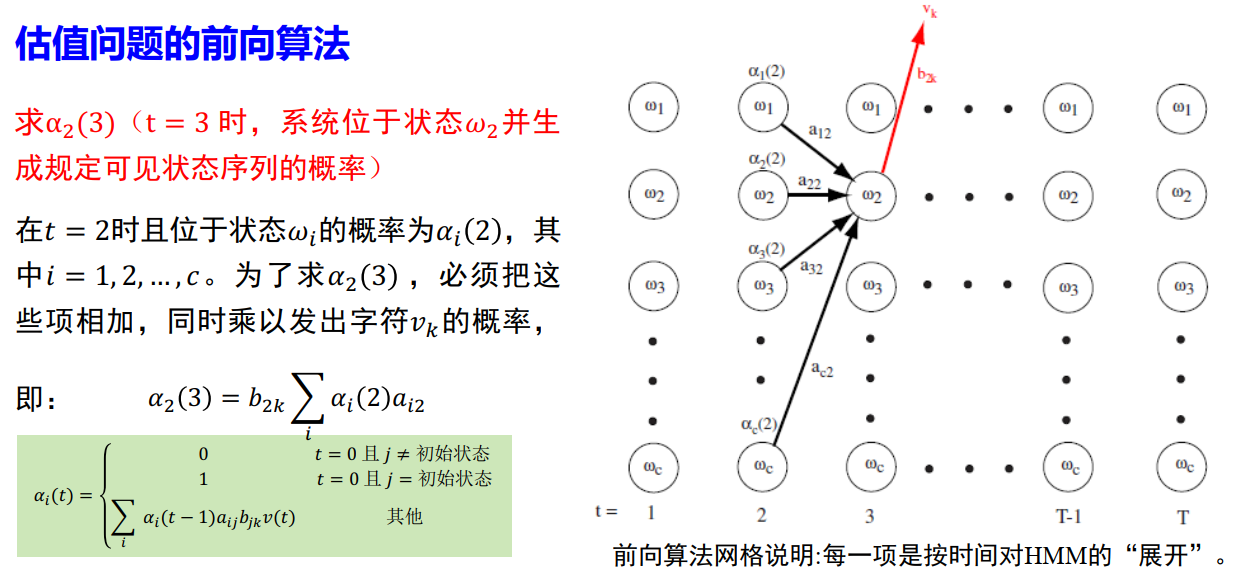 估值问题的前向算法
求α₂(3)（t = 3 时，系统位于状态ω₂并生
成规定可见状态序列的概率）
在t = 2时且位于状态ωᵢ的概率为αᵢ(2)，其
中i = 1, 2, …, c。为了求α₂(3) ，必须把这
些项相加，同时乘以发出字符vₖ的概率，
即： α₂(3) = b₂ₖ ∑ᵢ αᵢ(2)aᵢ₂
αᵢ(t) = {
0 t = 0 且 j ≠ 初始状态
1 t = 0 且 j = 初始状态
∑ᵢ αᵢ(t − 1)aᵢⱼbⱼₖv(t) 其他
vₖ
b₂ₖ
α₁(2)
ω₁ ω₁ ω₁ • • • ω₁ ω₁
a₁₂
α₂(2)
a₂₂
ω₂ ω₂ ω₂ • • • ω₂ ω₂
α₃(2)
a₃₂
ω₃ ω₃ ω₃ • • • ω₃ ω₃
a_c2
α_c(2)
ω_c ω_c ω_c • • • ω_c ω_c
t = 1 2 3 T-1 T
前向算法网格说明:每一项是按时间对HMM的“展开”。